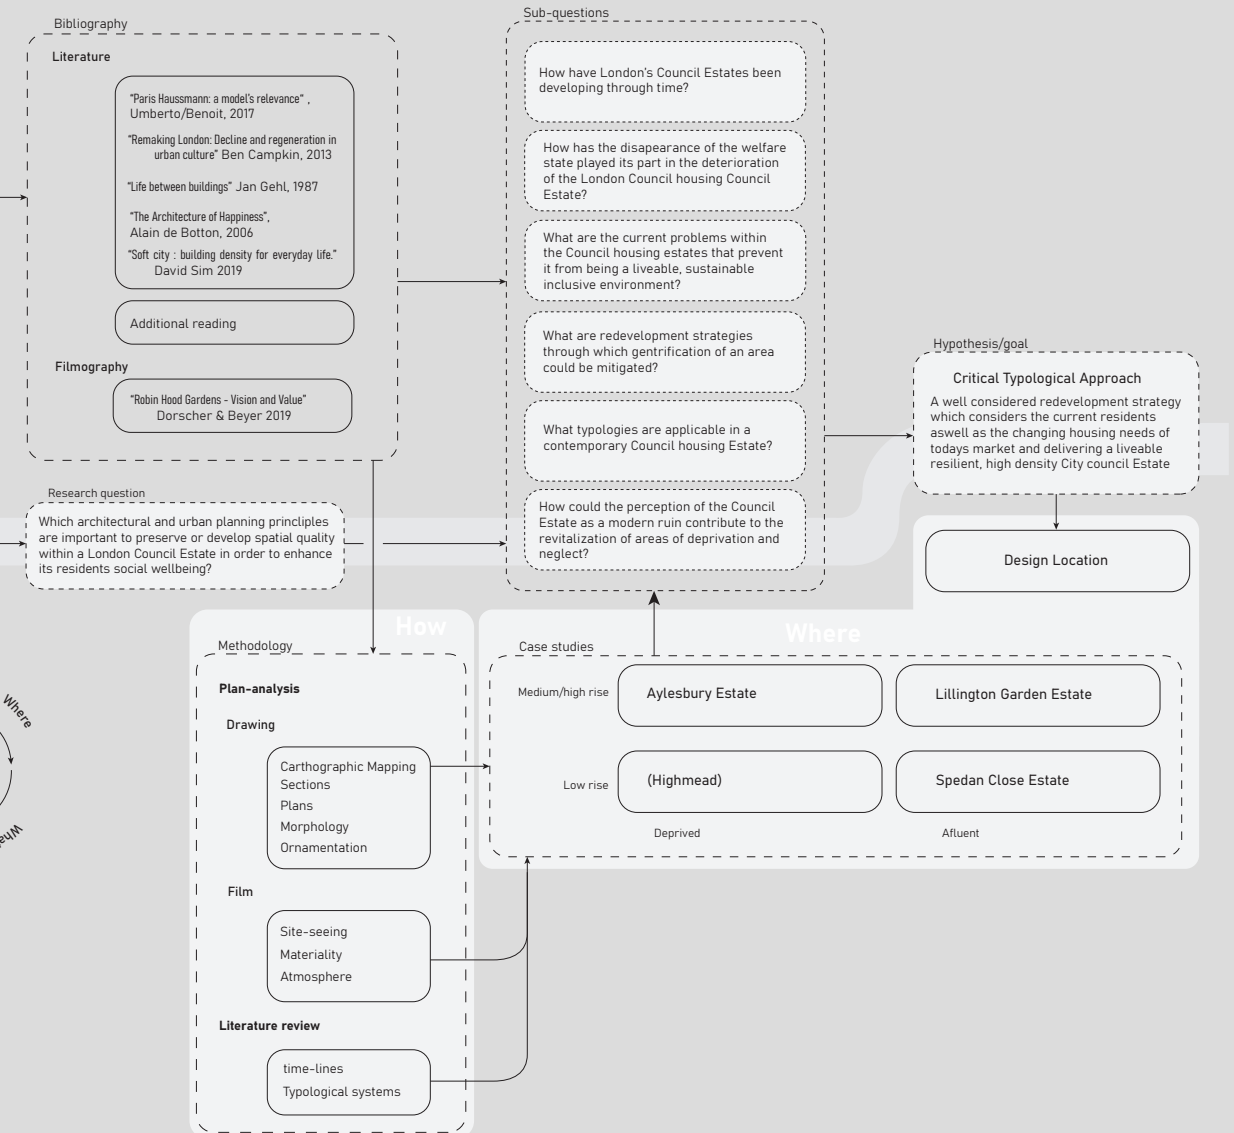 Bibliography
Literature
“Paris Haussmann: a model’s relevance“ ,
Umberto/Benoit, 2017
“Remaking London: Decline and regeneration in
urban culture” Ben Campkin, 2013
“Life between buildings” Jan Gehl, 1987
“The Architecture of Happiness”,
Alain de Botton, 2006
“Soft city : building density for everyday life.”
David Sim 2019
Additional reading
Filmography
“Robin Hood Gardens - Vision and Value”
Dorscher & Beyer 2019
Research question
Which architectural and urban planning princliples
are important to preserve or develop spatial quality
within a London Council Estate in order to enhance
its residents social wellbeing?
Sub-questions
How have London’s Council Estates been
developing through time?
How has the disapearance of the welfare
state played its part in the deterioration
of the London Council housing Council
Estate?
What are the current problems within
the Council housing estates that prevent
it from being a liveable, sustainable
inclusive environment?
What are redevelopment strategies
through which gentrification of an area
could be mitigated?
What typologies are applicable in a
contemporary Council housing Estate?
How could the perception of the Council
Estate as a modern ruin contribute to the
revitalization of areas of deprivation and
neglect?
Hypothesis/goal
Critical Typological Approach
A well considered redevelopment strategy
which considers the current residents
aswell as the changing housing needs of
todays market and delivering a liveable
resilient, high density City council Estate
Design Location
How
Methodology
Plan-analysis
Drawing
Carthographic Mapping
Sections
Plans
Morphology
Ornamentation
Film
Site-seeing
Materiality
Atmosphere
Literature review
time-lines
Typological systems
Where
Case studies
Medium/high rise
Aylesbury Estate
Lillington Garden Estate
Low rise
(Highmead)
Spedan Close Estate
Deprived
Afluent
Where
What